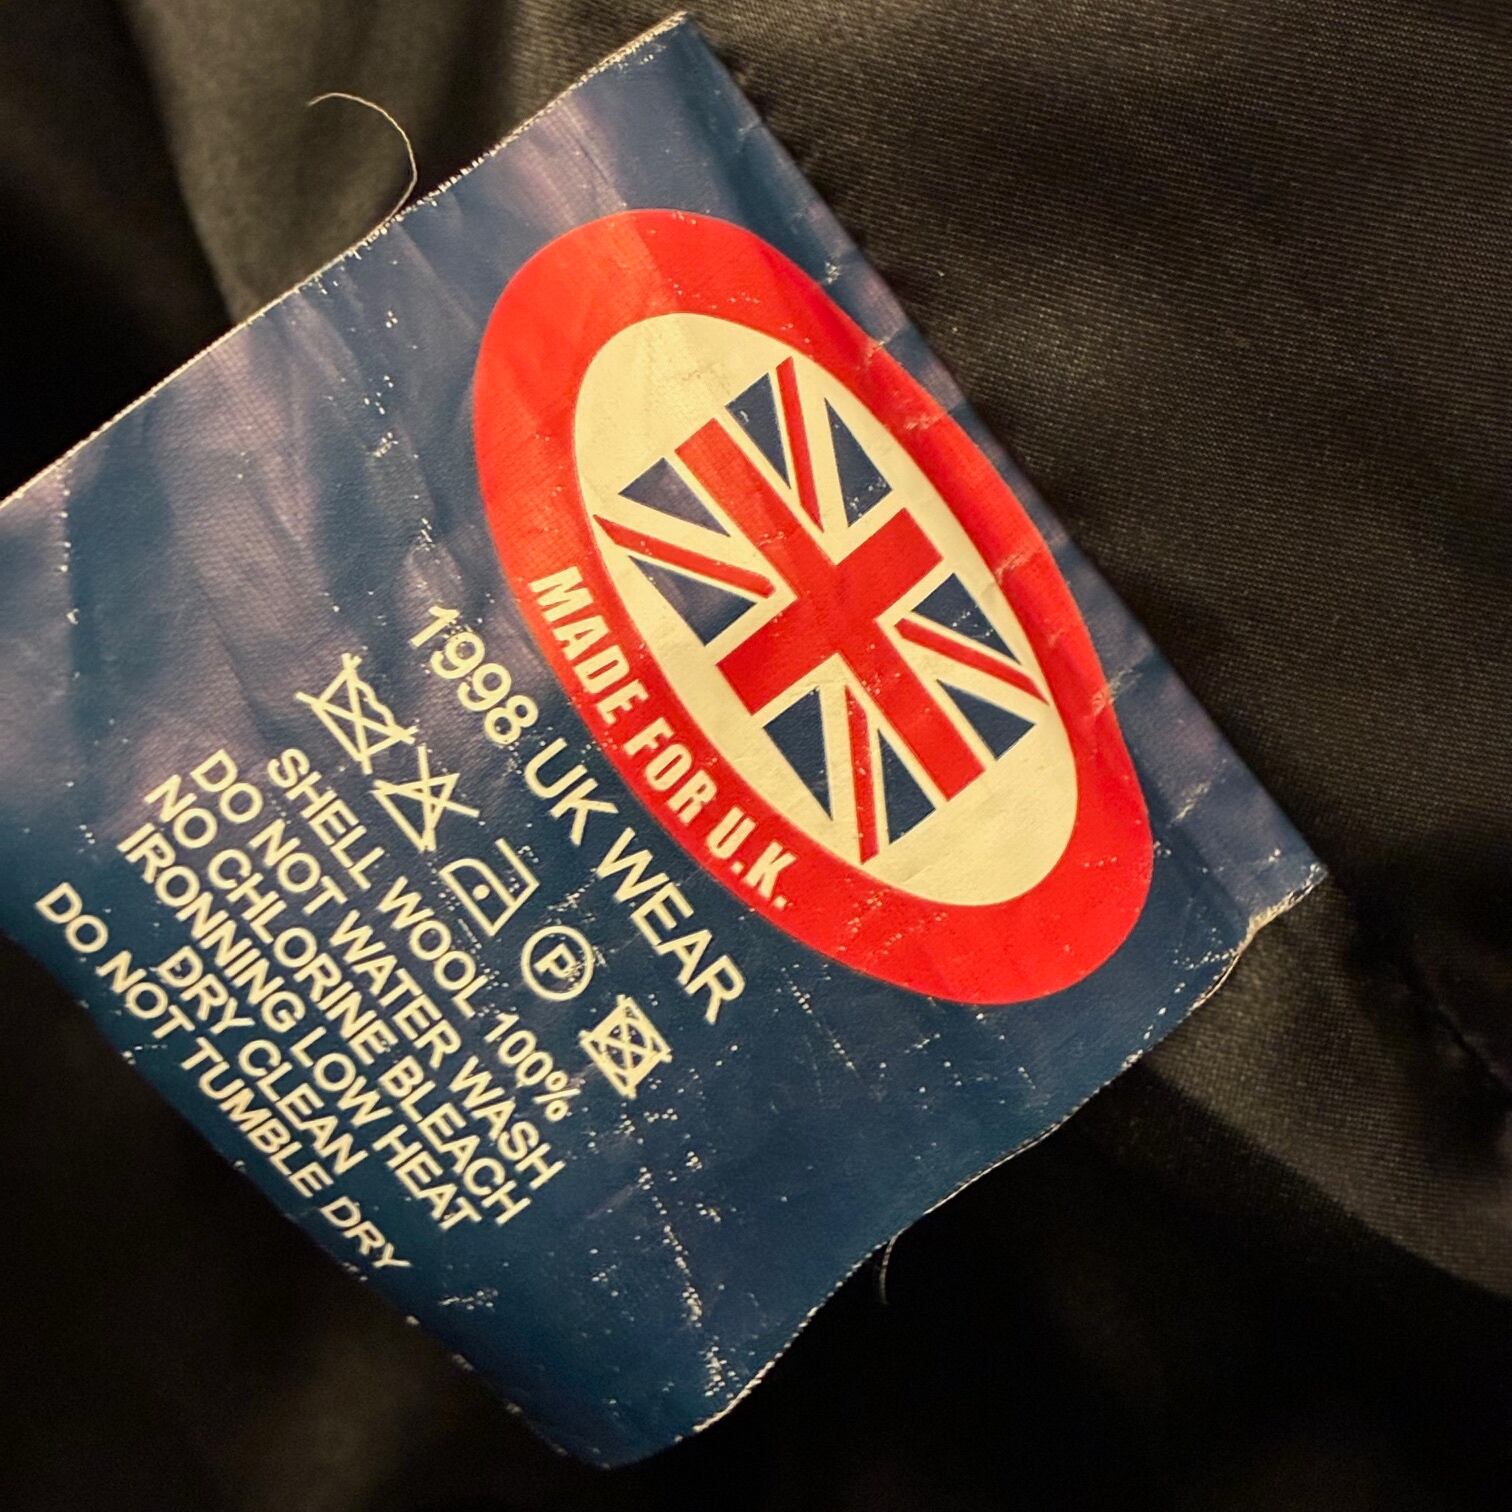 MADE FOR U.K.
1998 UK WEAR
P
SHELL WOOL 100%
DO NOT WATER WASH
NO CHLORINE BLEACH
IRONNING LOW HEAT
DRY CLEAN
DO NOT TUMBLE DRY